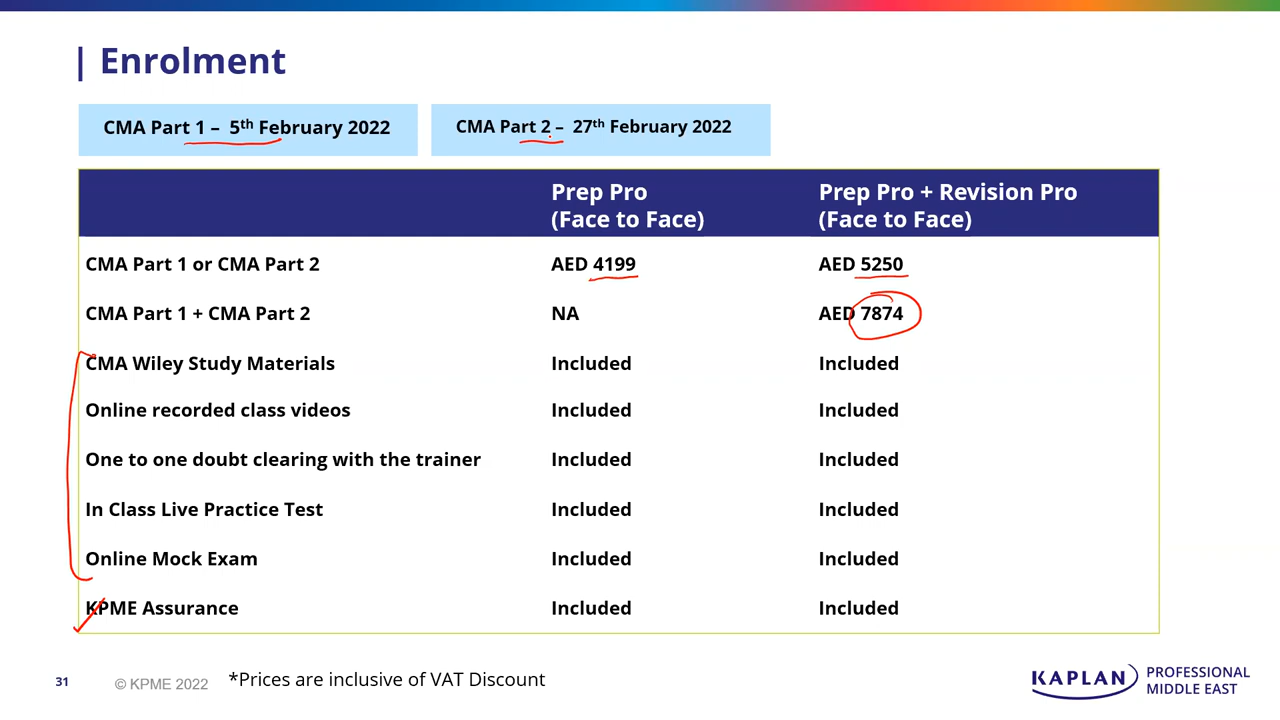 | Enrolment
CMA Part 1 – 5th February 2022
CMA Part 2 – 27th February 2022
Prep Pro
(Face to Face)
Prep Pro + Revision Pro
(Face to Face)
CMA Part 1 or CMA Part 2 AED 4199 AED 5250
CMA Part 1 + CMA Part 2 NA AED 7874
CMA Wiley Study Materials Included Included
Online recorded class videos Included Included
One to one doubt clearing with the trainer Included Included
In Class Live Practice Test Included Included
Online Mock Exam Included Included
KPME Assurance Included Included
31 © KPME 2022 *Prices are inclusive of VAT Discount
KAPLAN PROFESSIONAL
MIDDLE EAST